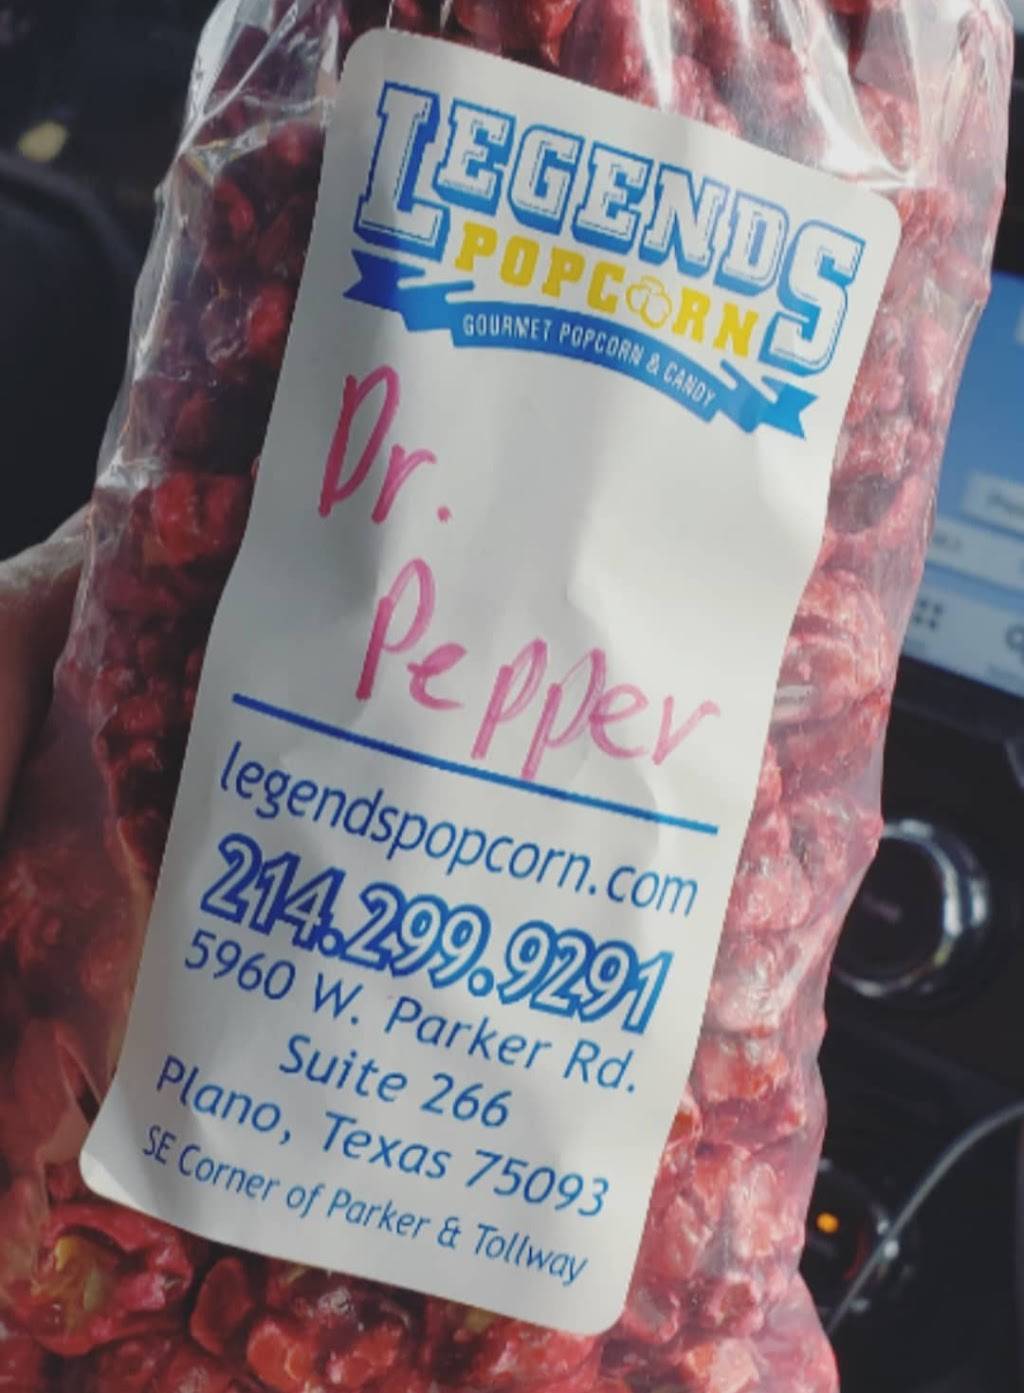 LEGENDS
POPCORN
GOURMET POPCORN & CANDY
Dr.
Pepper
legendspopcorn.com
214.299.9291
5960 W. Parker Rd.
Suite 266
Plano, Texas 75093
SE Corner of Parker & Tollway